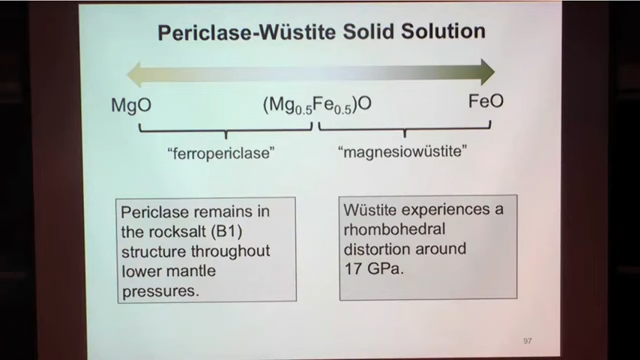 Periclase-Wüstite Solid Solution
MgO
(Mg0.5Fe0.5)O
FeO
“ferropericlase”
“magnesiowüstite”
Periclase remains in
the rocksalt (B1)
structure throughout
lower mantle
pressures.
Wüstite experiences a
rhombohedral
distortion around
17 GPa.
97